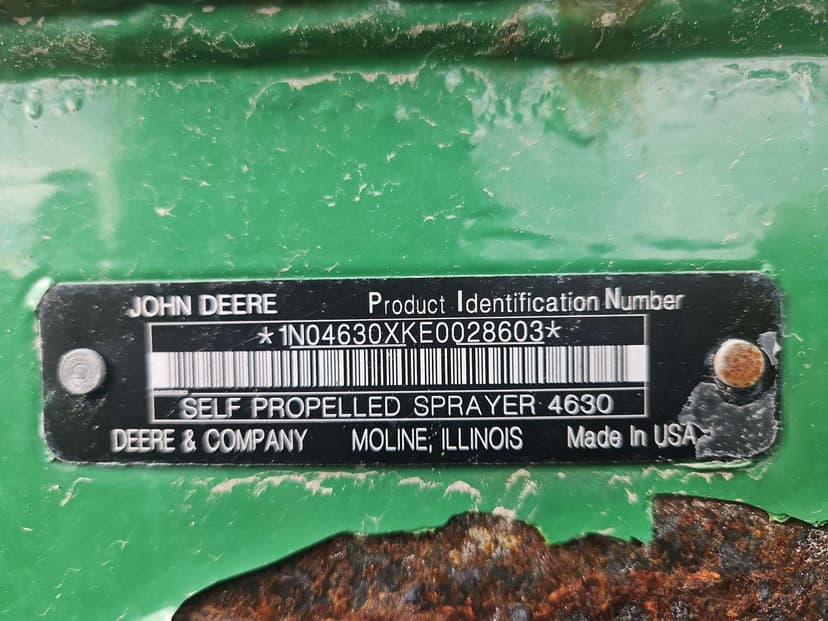 JOHN DEERE Product Identification Number
*1N04630XKE0028603*
SELF PROPELLED SPRAYER 4630
DEERE & COMPANY MOLINE, ILLINOIS Made In USA